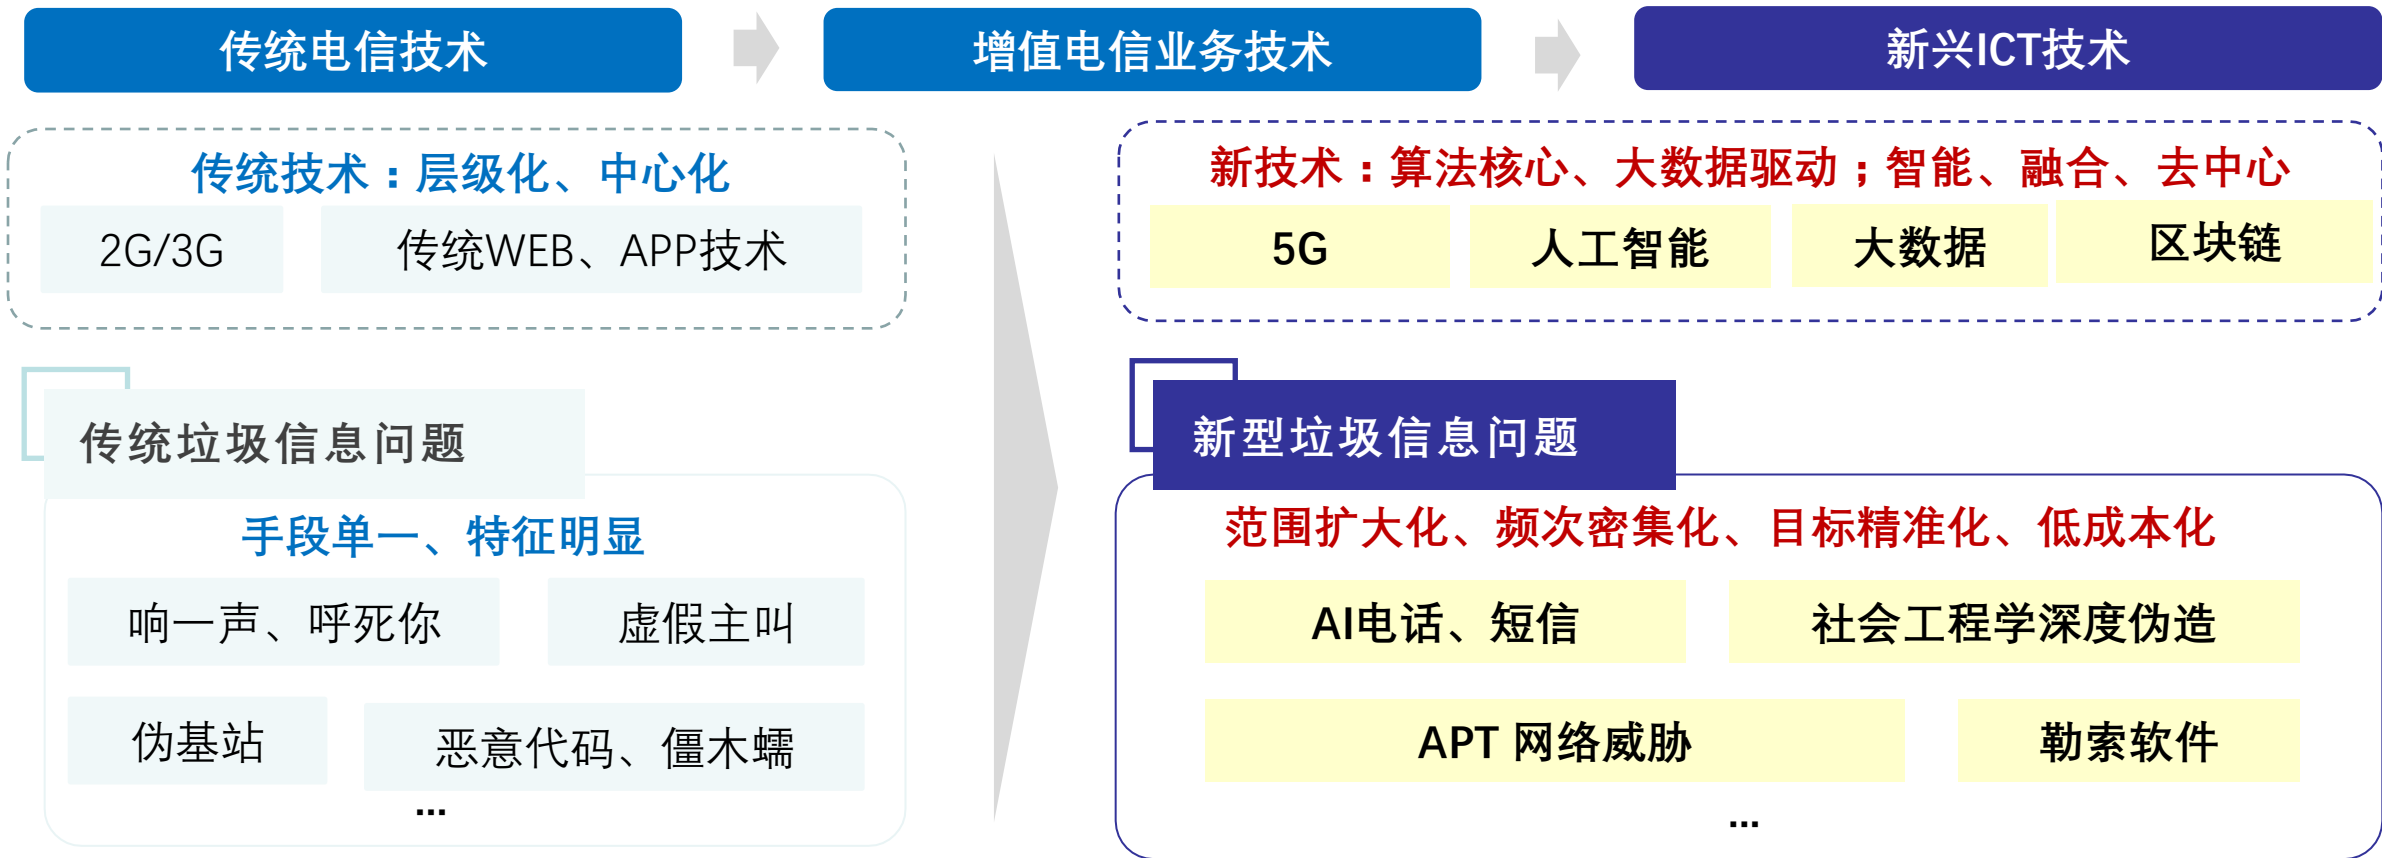 传统电信技术
增值电信业务技术
新兴ICT技术
传统技术：层级化、中心化
2G/3G
传统WEB、APP技术
新技术：算法核心、大数据驱动；智能、融合、去中心
5G
人工智能
大数据
区块链
传统垃圾信息问题
手段单一、特征明显
响一声、呼死你
虚假主叫
伪基站
恶意代码、僵木蠕
...
新型垃圾信息问题
范围扩大化、频次密集化、目标精准化、低成本化
AI电话、短信
社会工程学深度伪造
APT 网络威胁
勒索软件
...